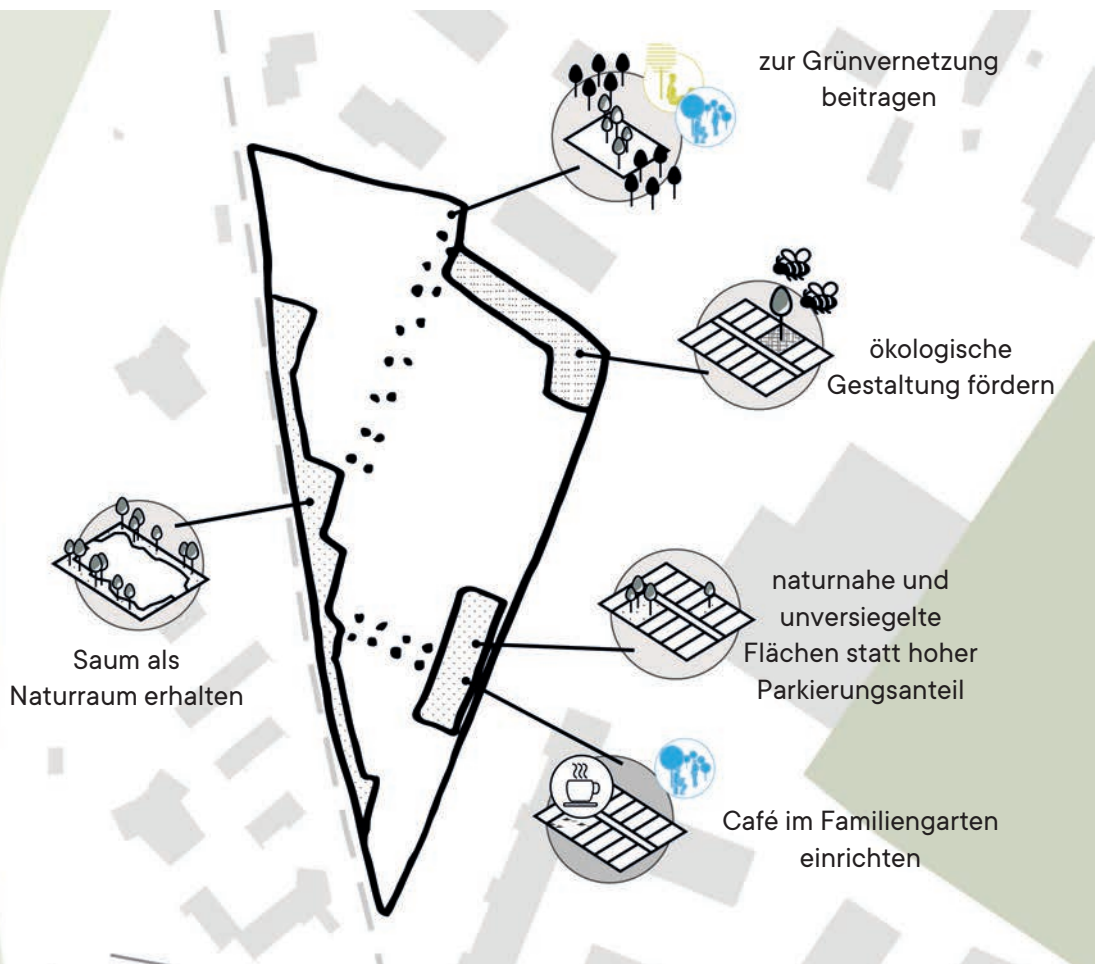 zur Grünvernetzung
beitragen
ökologische
Gestaltung fördern
naturnahe und
unversiegelte
Flächen statt hoher
Parkierungsanteil
Saum als
Naturraum erhalten
Café im Familiengarten
einrichten